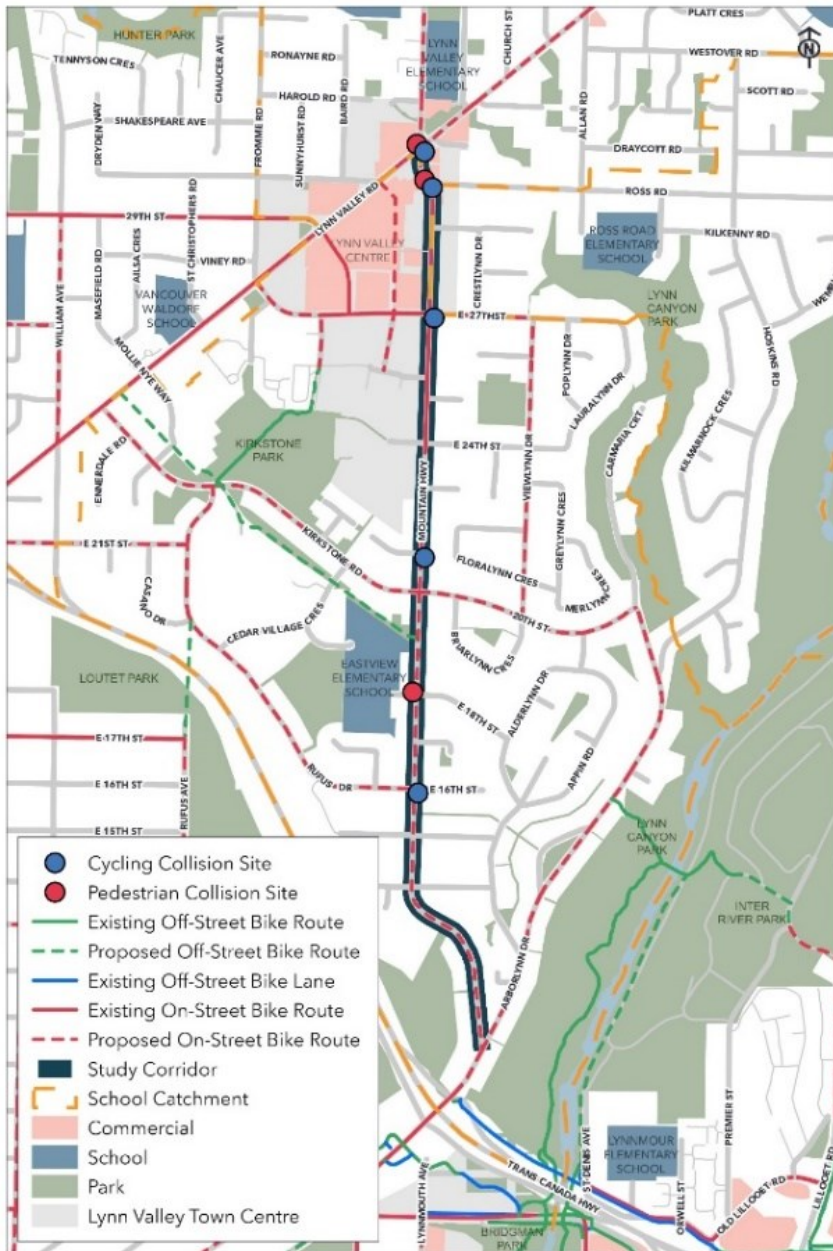 PLATT CRES
HUNTER PARK
TENNYSON CRES
CHAUCER AVE
RONAYNE RD
LYNN
VALLEY
ELEMENTARY
SCHOOL
CHURCH ST
WESTOVER RD
N
HAROLD RD
BAIRD RD
ALLAN RD
SCOTT RD
SHAKESPEARE AVE
DRYDEN WAY
FROMME RD
SUNNYHURST RD
DRAYCOTT RD
ST CHRISTOPHERS RD
LYNN VALLEY RD
ROSS RD
29TH ST
MASEFIELD RD
AILSA CRES
VINEY RD
YNN VALLEY
CENTRE
CRESTLYNN DR
ROSS ROAD
ELEMENTARY
SCHOOL
KILKENNY RD
WILLIAM AVE
VANCOUVER
WALDORF
SCHOOL
E 27TH ST
LYNN
CANYON
PARK
HOSKINS RD
MOLLIE NYE WAY
POPLYNN DR
LAURALYNN DR
KIRKSTONE
PARK
E 24TH ST
VIEWLYNN DR
CARMARIA CRT
KILMARNOCK CRES
ENNERDALE RD
MOUNTAIN HWY
E 21ST ST
KIRKSTONE RD
FLORALYNN CRES
GREYLYNN CRES
MERLYNN CRES
CASANO DR
CEDAR VILLAGE CRES
20TH ST
BRIARLYNN CRES
LOUTET PARK
EASTVIEW
ELEMENTARY
SCHOOL
E 18TH ST
ALDERLYNN DR
E 17TH ST
RUFUS AVE
E 16TH ST
RUFUS DR
E 16TH ST
APPIN RD
E 15TH ST
LYNN
CANYON
PARK
INTER
RIVER PARK
ARBORLYNN DR
Cycling Collision Site
Pedestrian Collision Site
Existing Off-Street Bike Route
Proposed Off-Street Bike Route
Existing Off-Street Bike Lane
Existing On-Street Bike Route
Proposed On-Street Bike Route
Study Corridor
School Catchment
Commercial
School
Park
Lynn Valley Town Centre
LYNNMOUTH AVE
TRANS CANADA HWY
ST DENIS AVE
LYNNMOUR
ELEMENTARY
SCHOOL
PREMIER ST
ORWELL ST
OLD LILLOOET RD
LILLOOET RD
BRIDGMAN
PARK